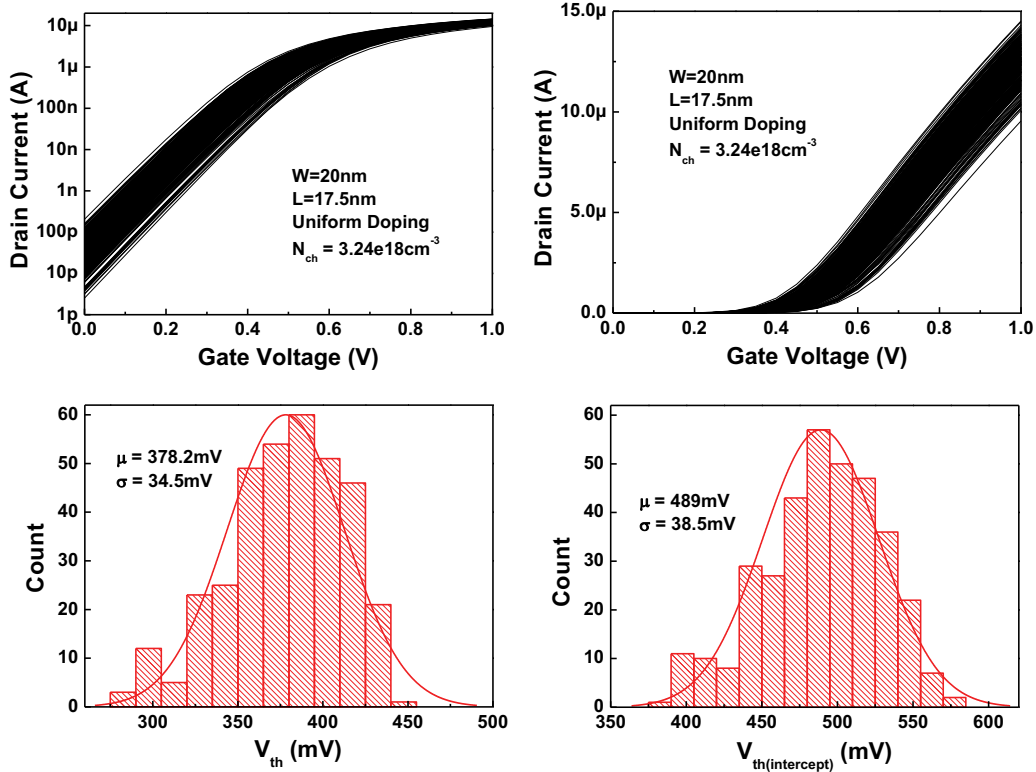 10μ
1μ
100n
10n
1n
100p
10p
1p
Drain Current (A)
W=20nm
L=17.5nm
Uniform Doping
N_ch = 3.24e18cm^-3
0.0 0.2 0.4 0.6 0.8 1.0
Gate Voltage (V)
15.0μ
10.0μ
5.0μ
0.0
Drain Current (A)
W=20nm
L=17.5nm
Uniform Doping
N_ch = 3.24e18cm^-3
0.0 0.2 0.4 0.6 0.8 1.0
Gate Voltage (V)
60
50
40
30
20
10
0
Count
μ = 378.2mV
σ = 34.5mV
300 350 400 450 500
V_th (mV)
60
50
40
30
20
10
0
Count
μ = 489mV
σ = 38.5mV
350 400 450 500 550 600
V_th(intercept) (mV)